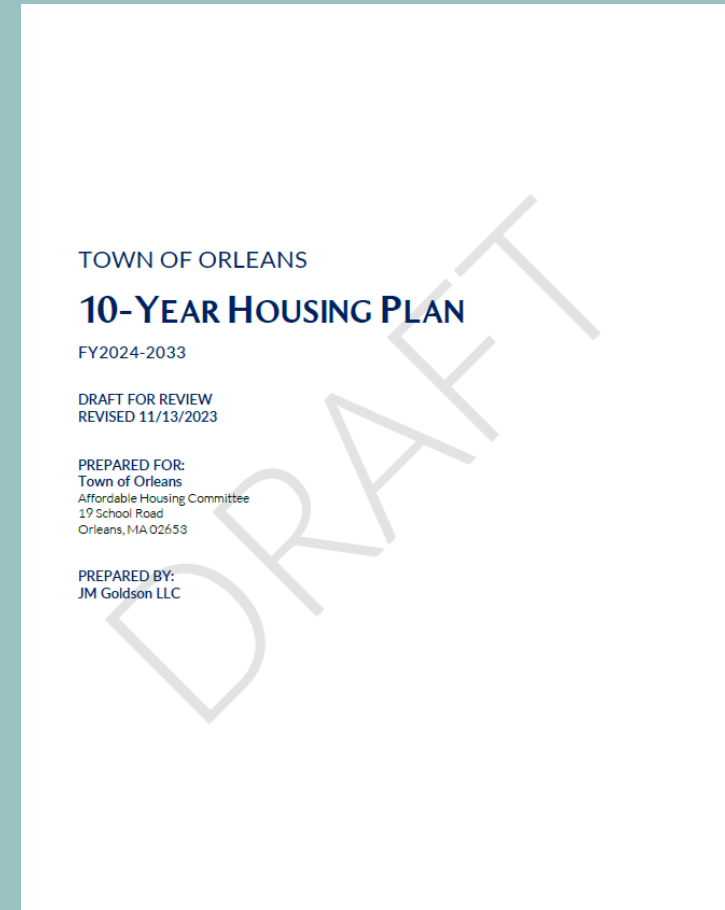 TOWN OF ORLEANS
10-YEAR HOUSING PLAN
FY2024-2033
DRAFT FOR REVIEW
REVISED 11/13/2023
PREPARED FOR:
Town of Orleans
Affordable Housing Committee
19 School Road
Orleans, MA 02653
PREPARED BY:
JM Goldson LLC
DRAFT